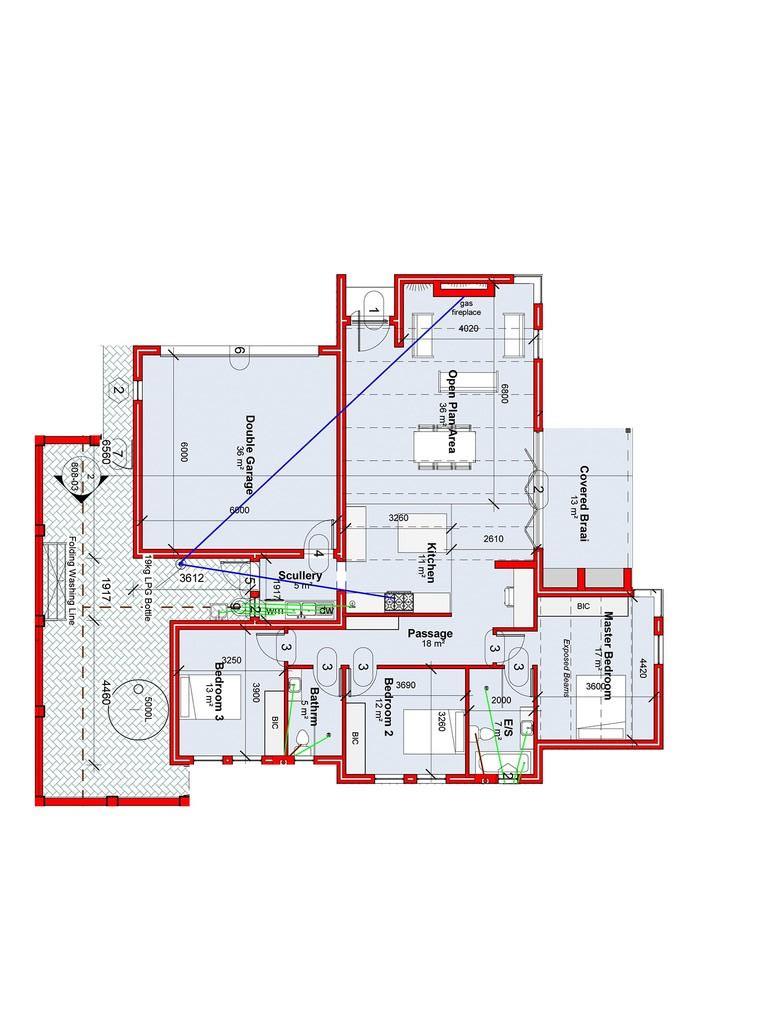 1
gas
fireplace
4020
6
2
Open Plan Area
36 m²
6800
Double Garage
36 m²
6000
6000
7
6560
2
608-03
2
Covered Braai
13 m²
3260
2610
Kitchen
11 m²
4
Folding Washing Line
1917
19kg LPG Bottle
3612
5
Scullery
5 m²
1917
9
2
wm
dw
BIC
Passage
18 m²
Master Bedroom
17 m²
Exposed Beams
4420
3600
3
3
3
3
3
3250
3900
Bedroom 3
13 m²
BIC
Bathrm
5 m²
3690
3260
Bedroom 2
12 m²
BIC
2000
E/S
7 m²
2
4460
5000L